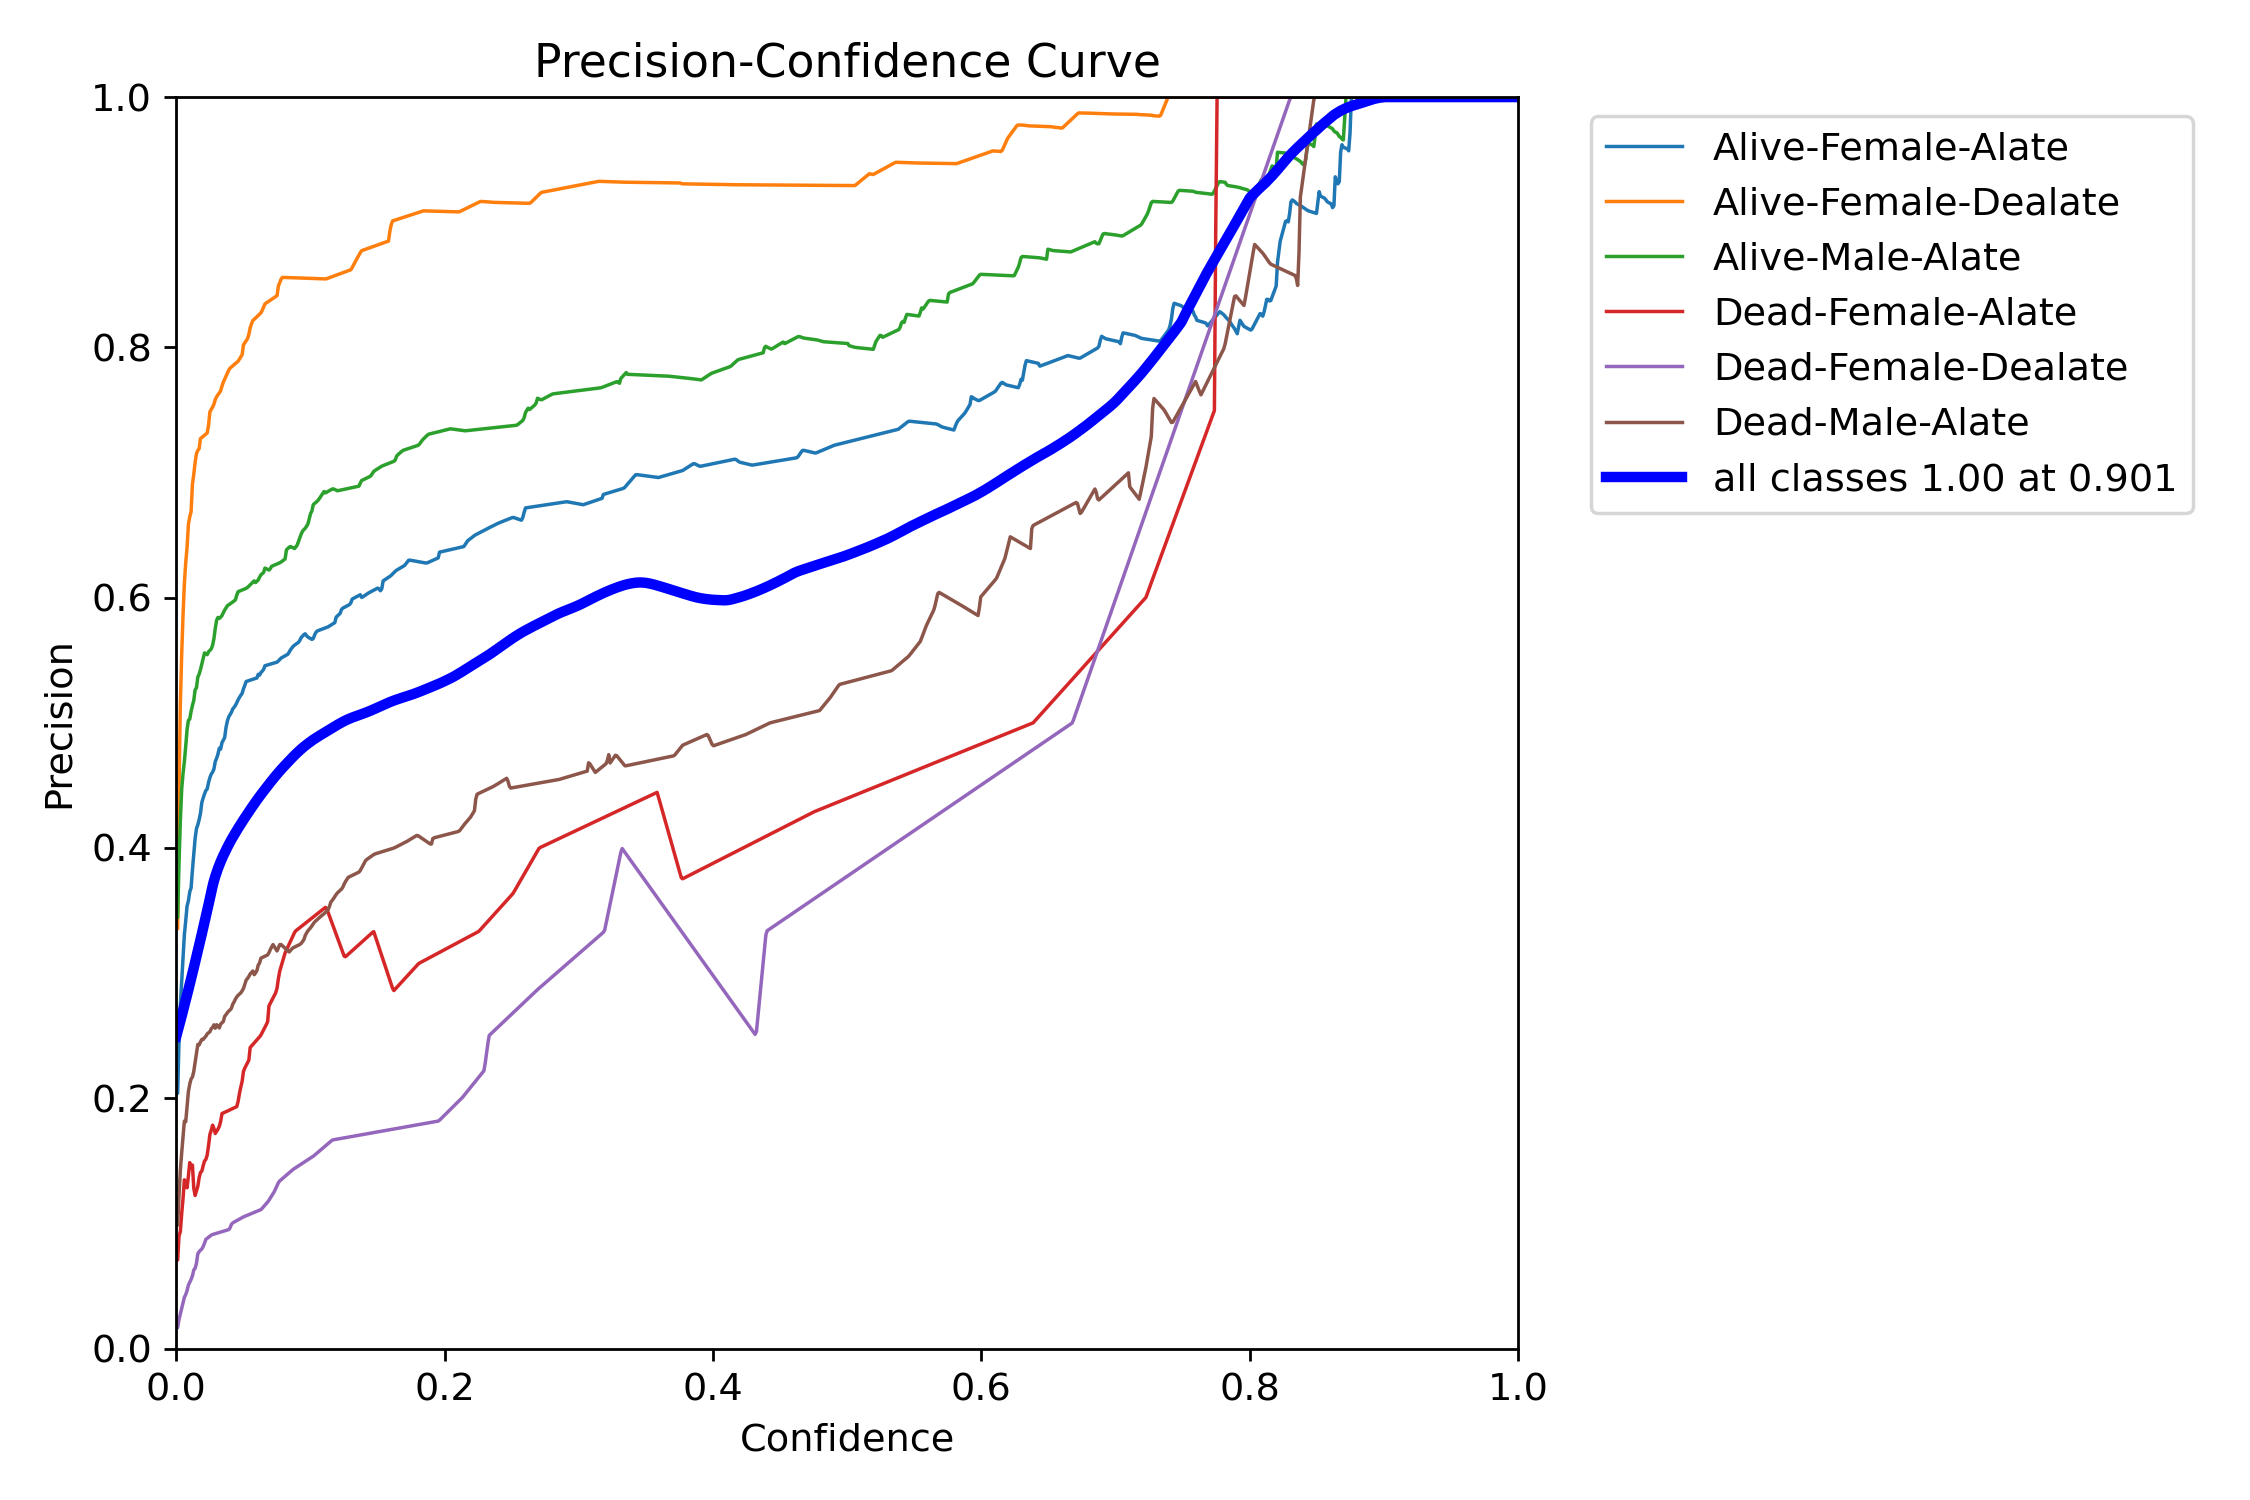 Precision-Confidence Curve
1.0
0.8
0.6
0.4
0.2
0.0
Precision
0.0 0.2 0.4 0.6 0.8 1.0
Confidence
Alive-Female-Alate
Alive-Female-Dealate
Alive-Male-Alate
Dead-Female-Alate
Dead-Female-Dealate
Dead-Male-Alate
all classes 1.00 at 0.901